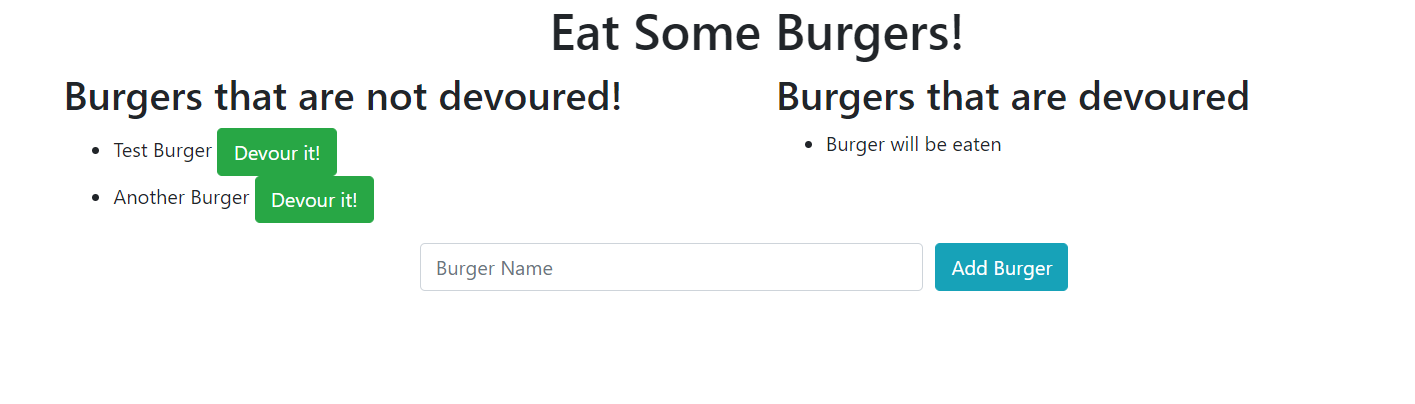 Eat Some Burgers!
Burgers that are not devoured!
Test Burger Devour it!
Another Burger Devour it!
Burgers that are devoured
Burger will be eaten
Burger Name Add Burger